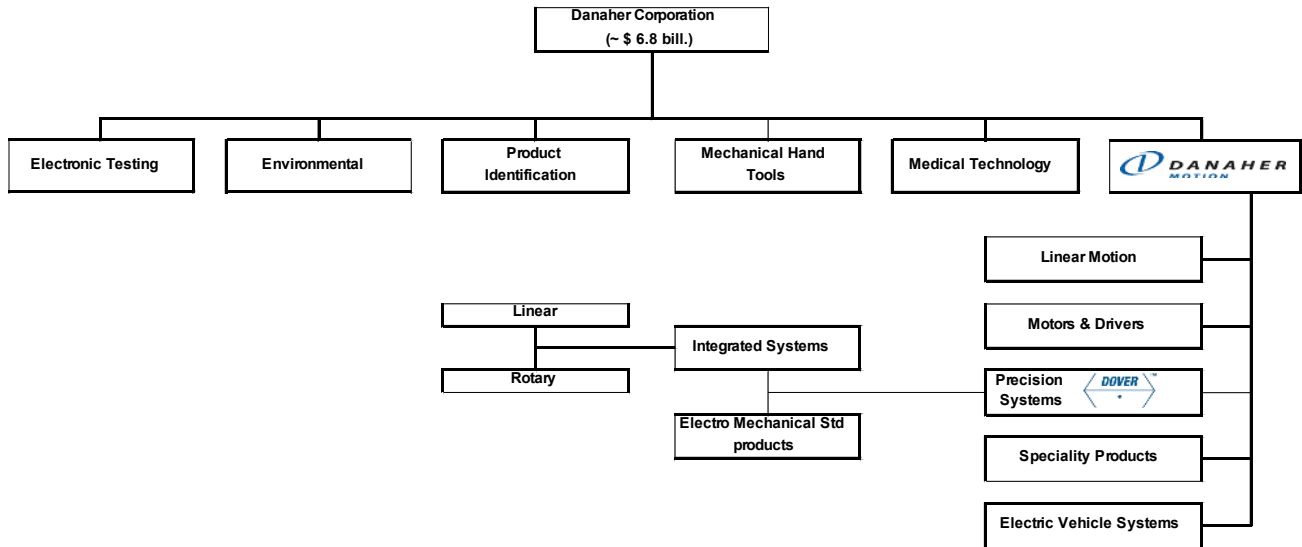 Danaher Corporation
(~ $ 6.8 bill.)
Electronic Testing
Environmental
Product
Identification
Mechanical Hand
Tools
Medical Technology
DANAHER
MOTION
Linear Motion
Linear
Motors & Drivers
Integrated Systems
Rotary
Precision
Systems
DOVER™
Electro Mechanical Std
products
Speciality Products
Electric Vehicle Systems